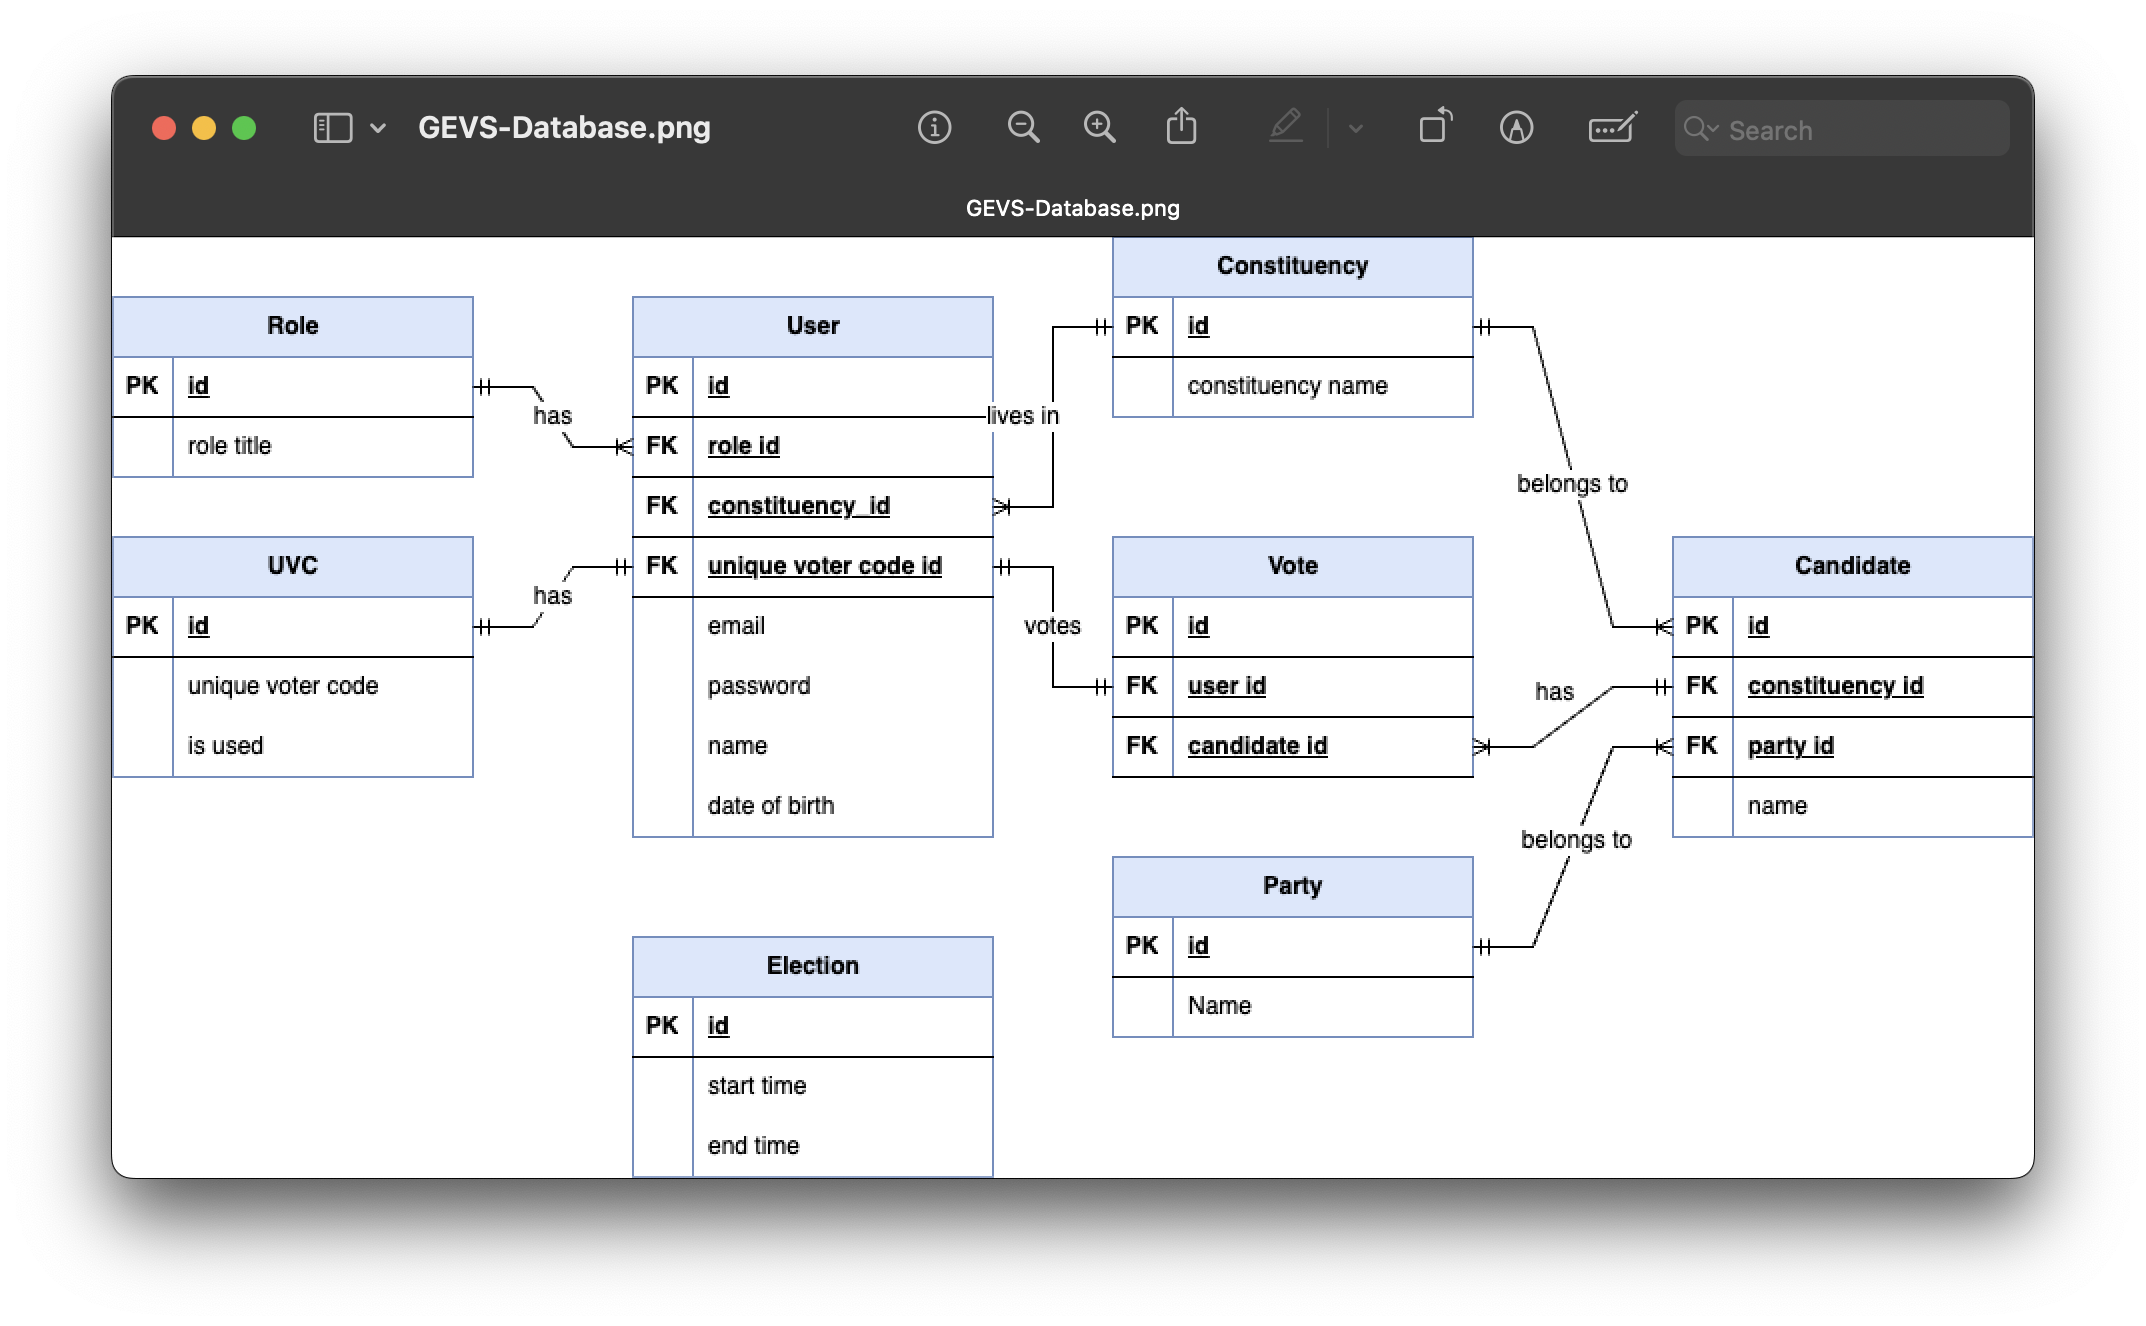 GEVS-Database.png
Search
GEVS-Database.png
Role
PK id
role title
UVC
PK id
unique voter code
is used
has
has
User
PK id
FK role id
FK constituency_id
FK unique voter code id
email
password
name
date of birth
Election
PK id
start time
end time
lives in
votes
Constituency
PK id
constituency name
Vote
PK id
FK user id
FK candidate id
Party
PK id
Name
belongs to
has
belongs to
Candidate
PK id
FK constituency id
FK party id
name